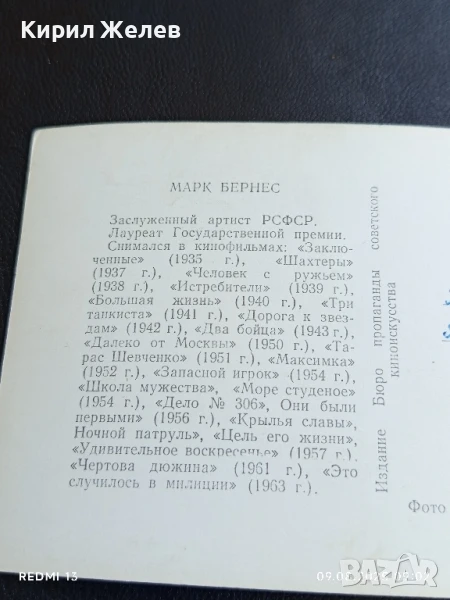 Кирил Желев
МАРК БЕРНЕС
Заслуженный артист РСФСР.
Лауреат Государственной премии.
Снимался в кинофильмах: «Заклю-
ченные» (1935 г.), «Шахтеры»
(1937 г.), «Человек с ружьем»
(1938 г.), «Истребители» (1939 г.),
«Большая жизнь» (1940 г.), «Три
танкиста» (1941 г.), «Дорога к звез-
дам» (1942 г.), «Два бойца» (1943 г.),
«Далеко от Москвы» (1950 г.), «Та-
рас Шевченко» (1951 г.), «Максимка»
(1952 г.), «Запасной игрок» (1954 г.),
«Школа мужества», «Море студеное»
(1954 г.), «Дело № 306», Они были
первыми» (1956 г.), «Крылья славы»,
Ночной патруль», «Цель его жизни»,
«Удивительное воскресенье» (1957 г.),
«Чертова дюжина» (1961 г.), «Это
случилось в милиции» (1963 г.).
Издание Бюро пропаганды советского
киноискусства
Фото
REDMI 13
BAZAR